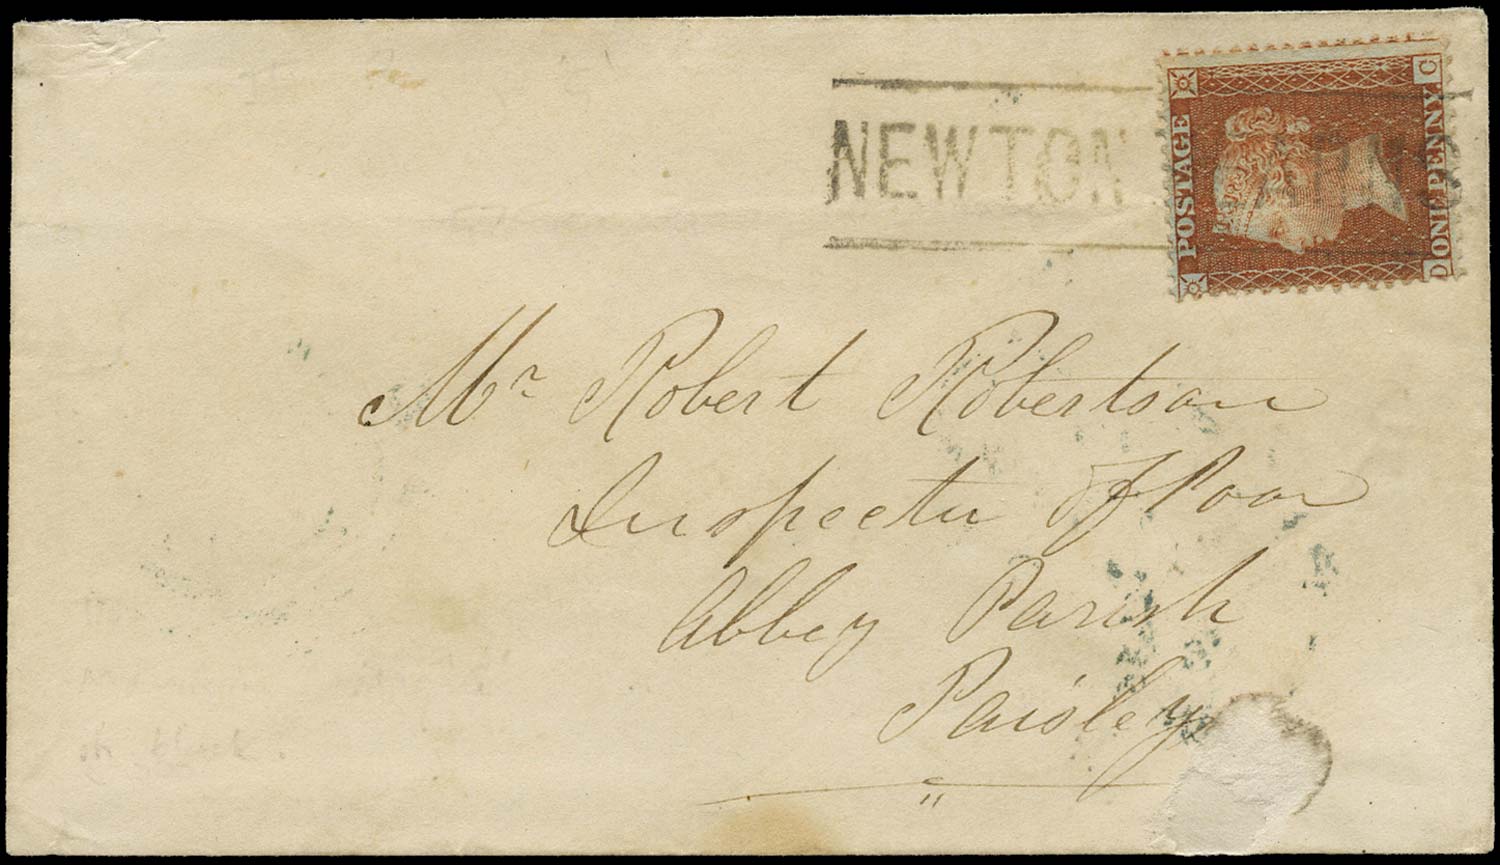 NEWTON
POSTAGE
ONE PENNY
D C
Mr Robert Robertson
Inspector of Poor
Abbey Parish
Paisley